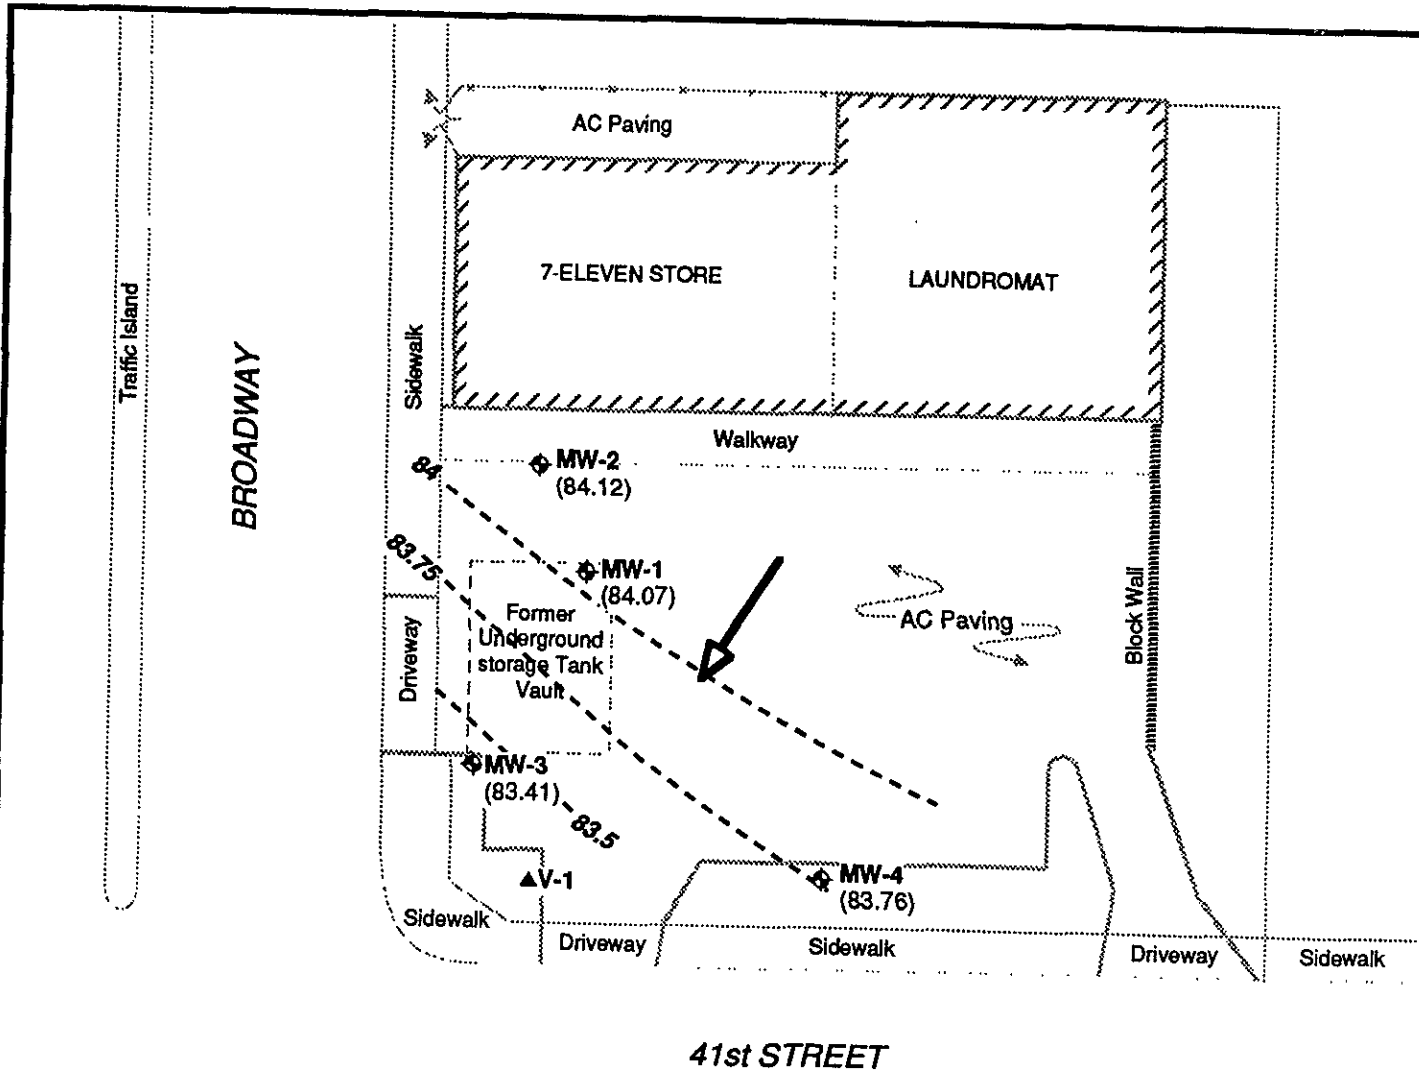 AC Paving
7-ELEVEN STORE
LAUNDROMAT
Traffic Island
Sidewalk
BROADWAY
Walkway
MW-2
(84.12)
84
83.75
MW-1
(84.07)
Former
Underground
storage Tank
Vault
AC Paving
Block Wall
Driveway
MW-3
(83.41)
83.5
V-1
MW-4
(83.76)
Sidewalk
Driveway
Sidewalk
Driveway
Sidewalk
41st STREET